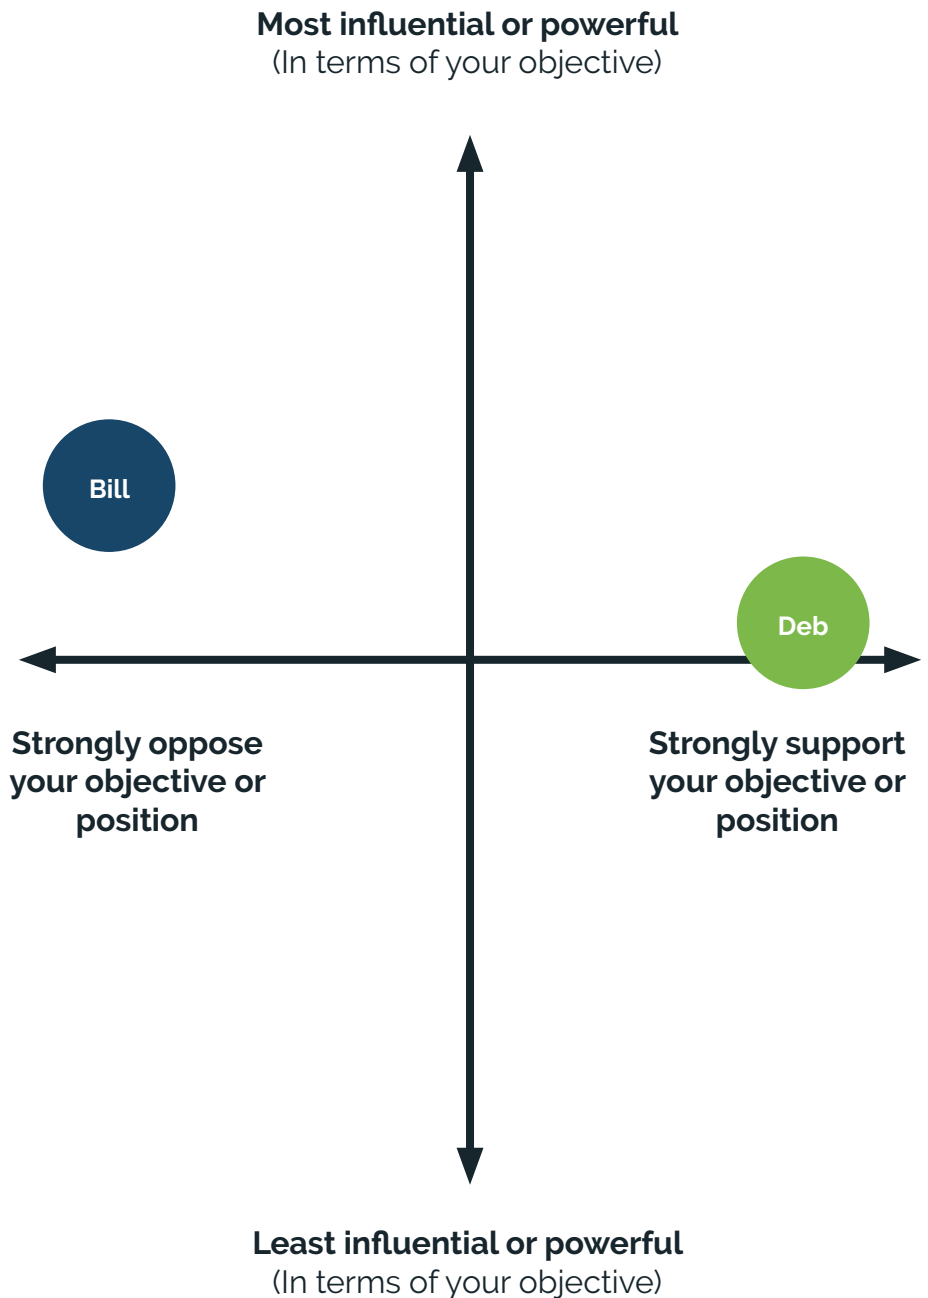 Most influential or powerful
(In terms of your objective)
Bill
Deb
Strongly oppose
your objective or
position
Strongly support
your objective or
position
Least influential or powerful
(In terms of your objective)